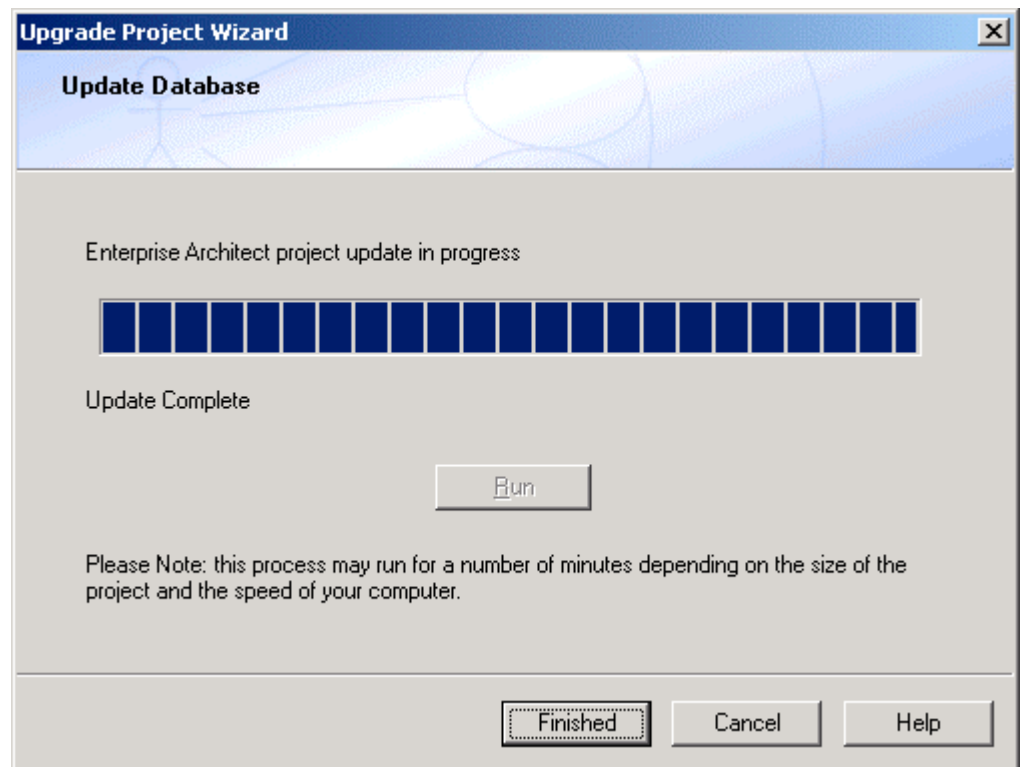 Upgrade Project Wizard
Update Database
Enterprise Architect project update in progress
Update Complete
Run
Please Note: this process may run for a number of minutes depending on the size of the
project and the speed of your computer.
Finished
Cancel
Help